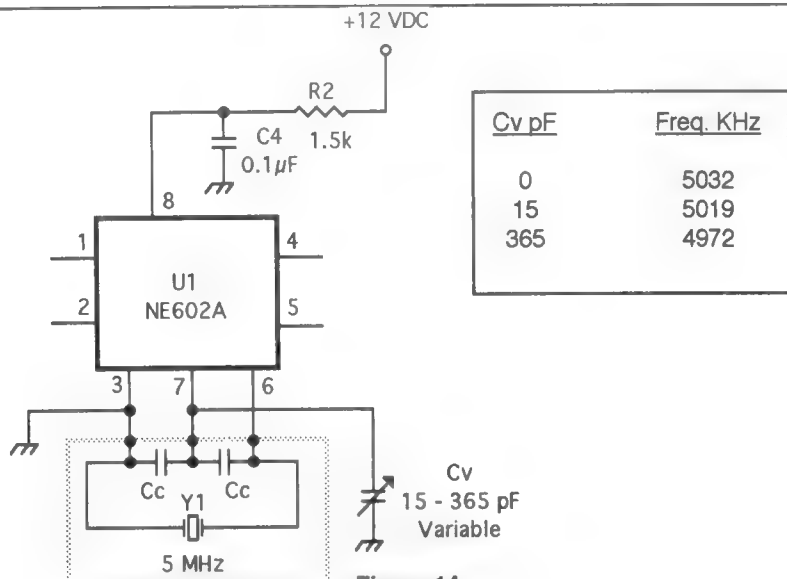 +12 VDC
R2
C4
1.5k
0.1µF
8
1
4
U1
NE602A
2
5
3
7
6
Cc
Cc
Y1
5 MHz
Cv
15 - 365 pF
Variable
Cv pF Freq. KHz
0 5032
15 5019
365 4972